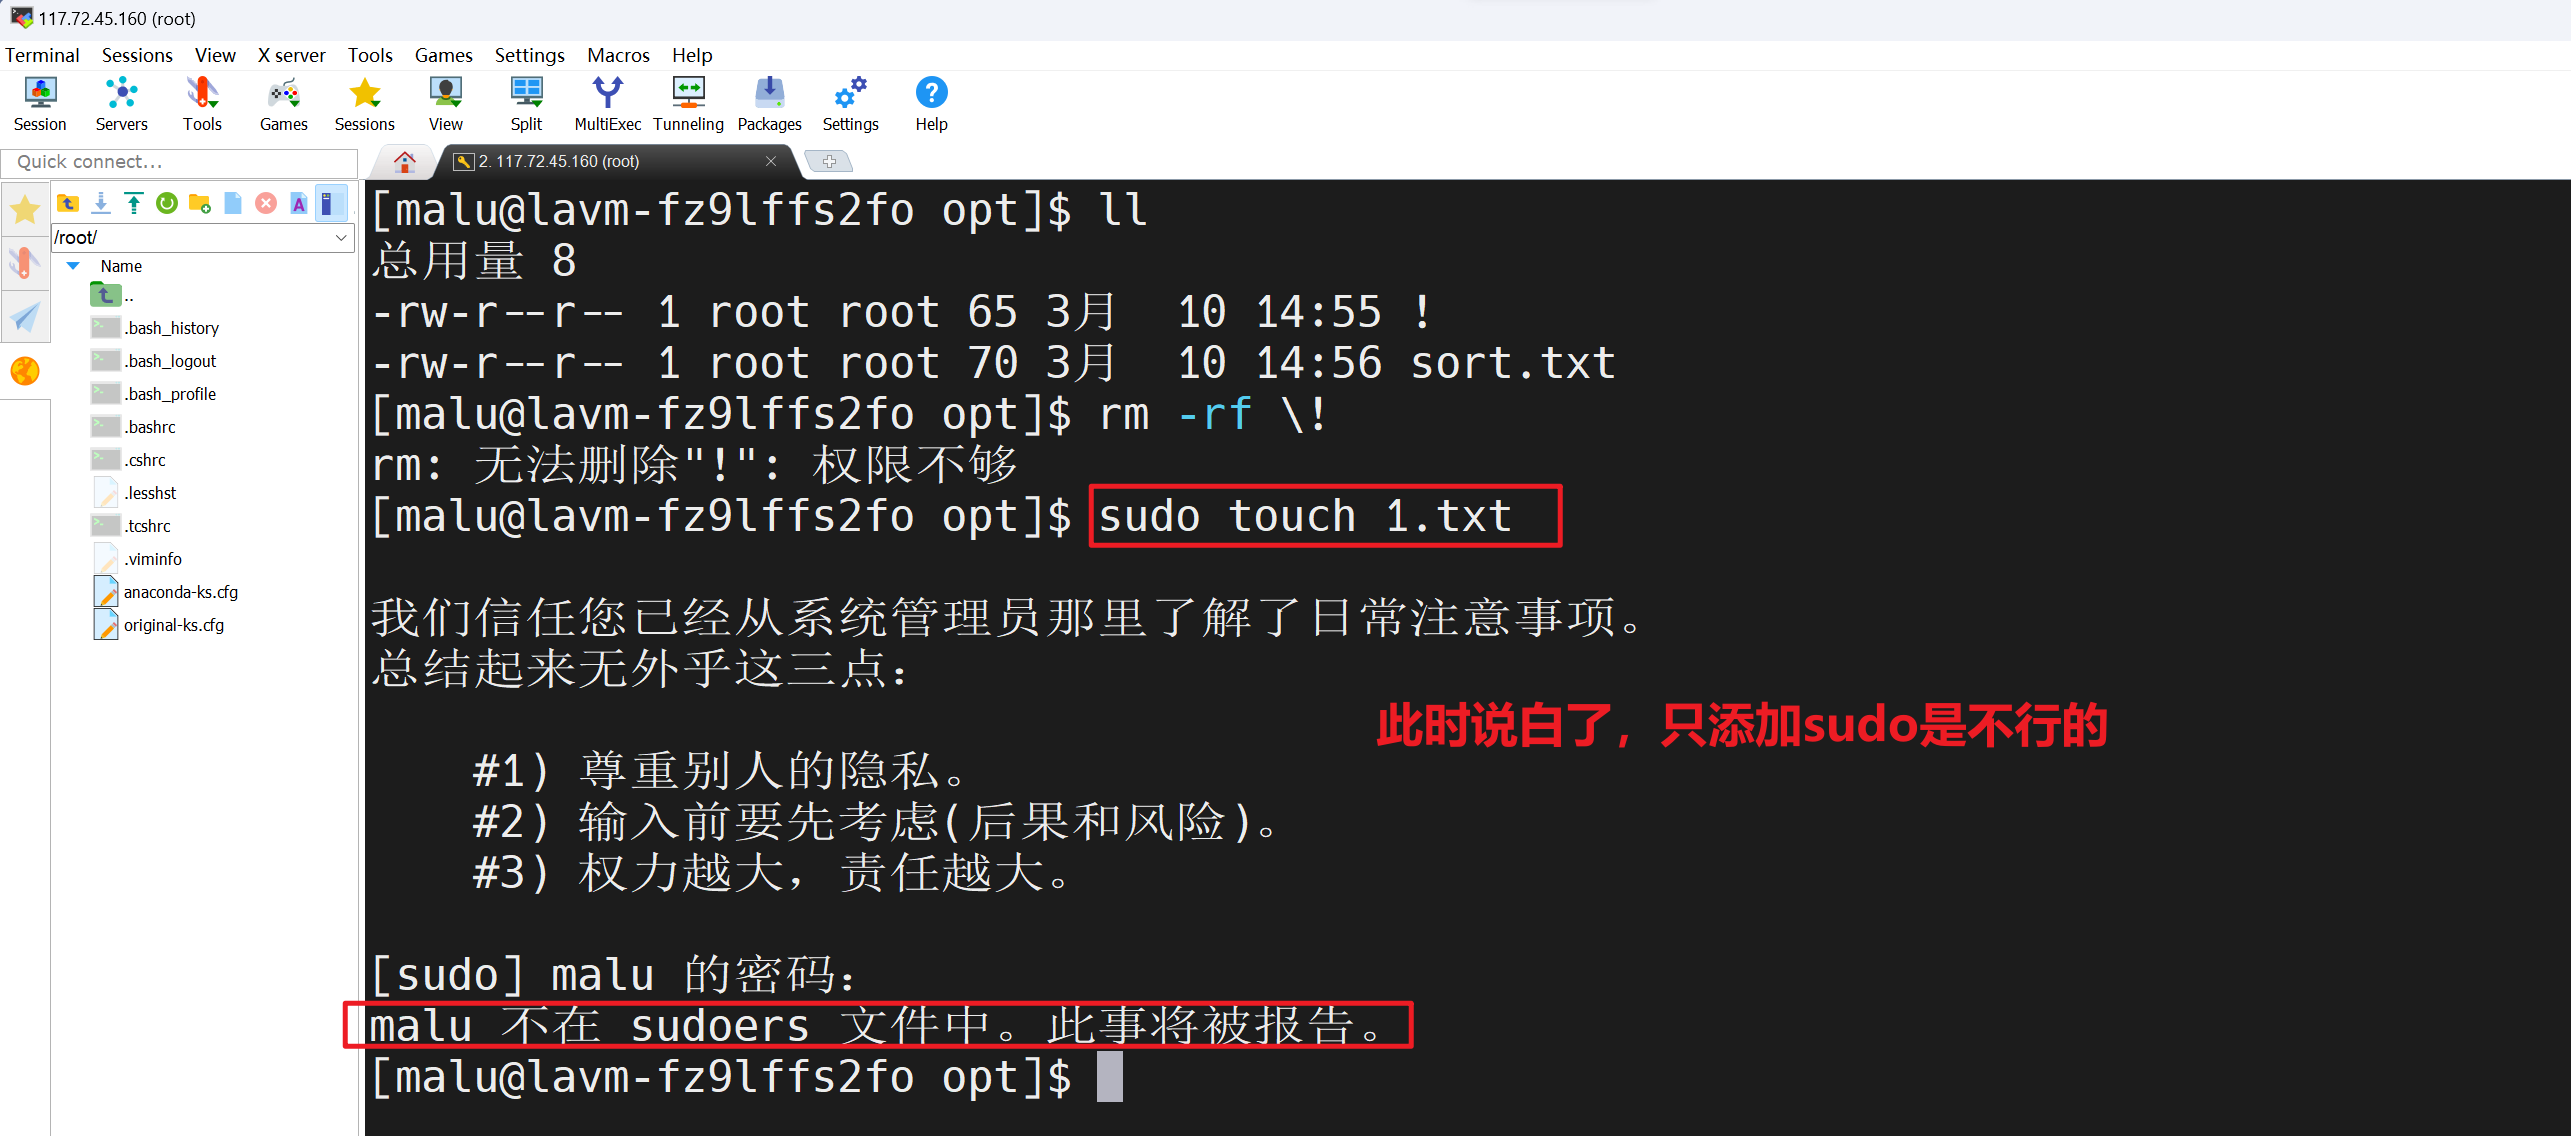 117.72.45.160 (root)
Terminal Sessions View X server Tools Games Settings Macros Help
Session Servers Tools Games Sessions View Split MultiExec Tunneling Packages Settings Help
Quick connect...
2. 117.72.45.160 (root)
/root/
Name
..
.bash_history
.bash_logout
.bash_profile
.bashrc
.cshrc
.lesshst
.tcshrc
.viminfo
anaconda-ks.cfg
original-ks.cfg
[malu@lavm-fz9lffs2fo opt]$ ll
总用量 8
-rw-r--r-- 1 root root 65 3月  10 14:55 !
-rw-r--r-- 1 root root 70 3月  10 14:56 sort.txt
[malu@lavm-fz9lffs2fo opt]$ rm -rf \!
rm: 无法删除"!": 权限不够
[malu@lavm-fz9lffs2fo opt]$ sudo touch 1.txt
我们信任您已经从系统管理员那里了解了日常注意事项。
总结起来无外乎这三点：
此时说白了，只添加sudo是不行的
#1) 尊重别人的隐私。
#2) 输入前要先考虑(后果和风险)。
#3) 权力越大，责任越大。
[sudo] malu 的密码：
malu 不在 sudoers 文件中。此事将被报告。
[malu@lavm-fz9lffs2fo opt]$